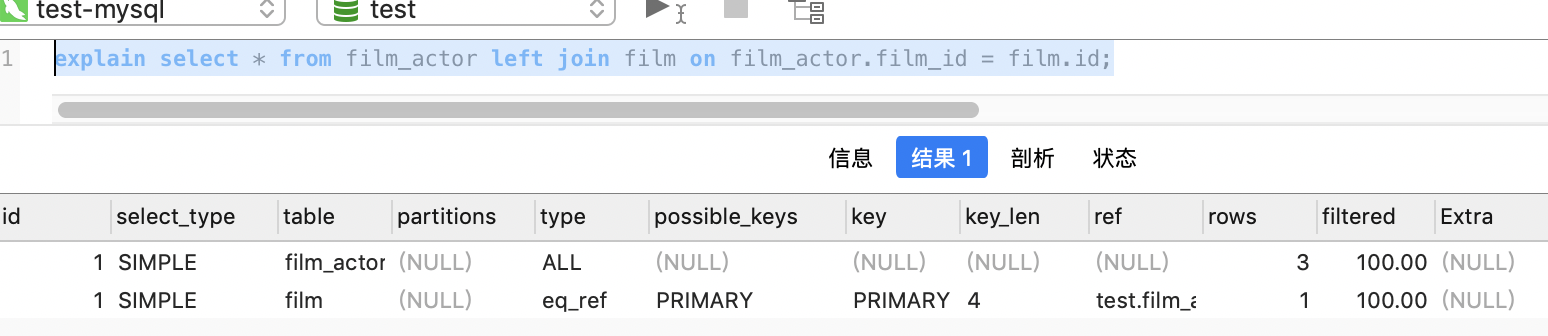 test-mysql test
1 explain select * from film_actor left join film on film_actor.film_id = film.id;
信息 结果 1 剖析 状态
id select_type table partitions type possible_keys key key_len ref rows filtered Extra
1 SIMPLE film_actor (NULL) ALL (NULL) (NULL) (NULL) (NULL) 3 100.00 (NULL)
1 SIMPLE film (NULL) eq_ref PRIMARY PRIMARY 4 test.film_a 1 100.00 (NULL)